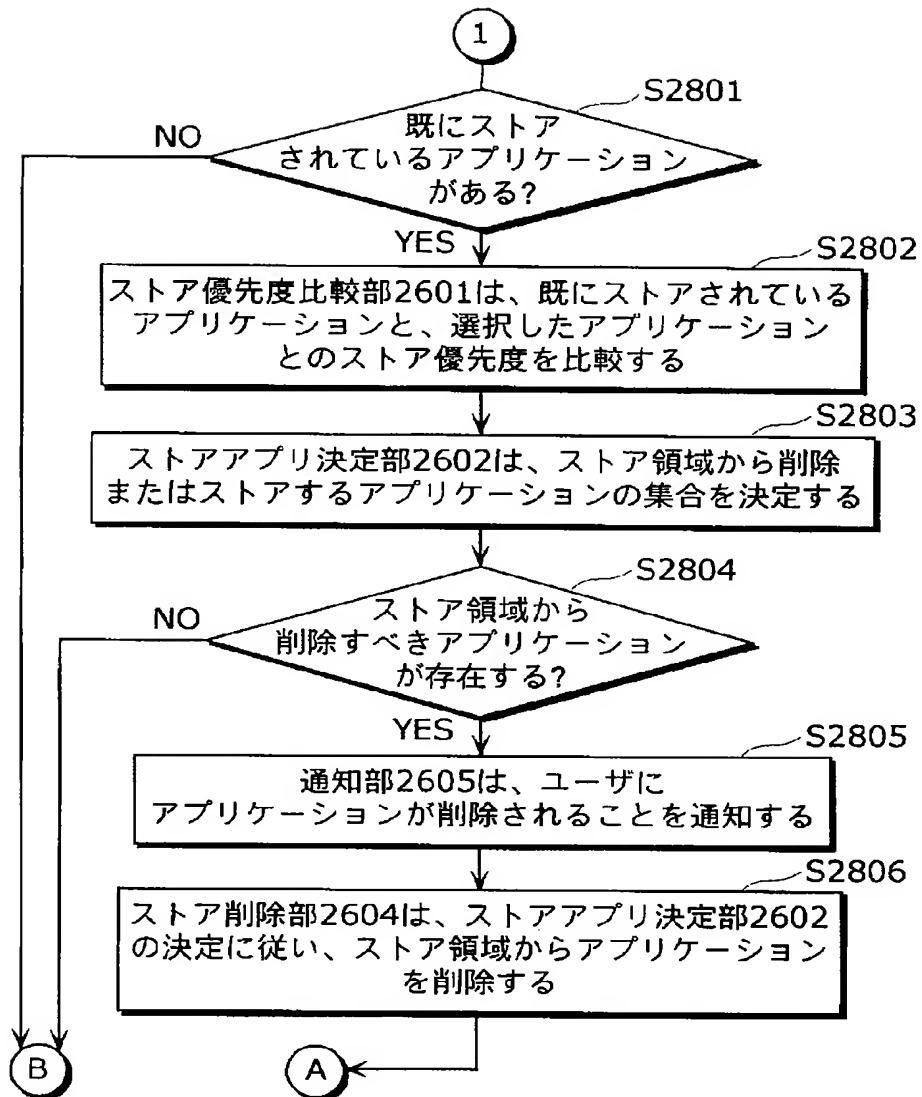 1
S2801
NO
既にストア
されているアプリケーション
がある?
YES
S2802
ストア優先度比較部2601は、既にストアされている
アプリケーションと、選択したアプリケーション
とのストア優先度を比較する
S2803
ストアアプリ決定部2602は、ストア領域から削除
またはストアするアプリケーションの集合を決定する
S2804
NO
ストア領域から
削除すべきアプリケーション
が存在する?
YES
S2805
通知部2605は、ユーザに
アプリケーションが削除されることを通知する
S2806
ストア削除部2604は、ストアアプリ決定部2602
の決定に従い、ストア領域からアプリケーション
を削除する
B
A